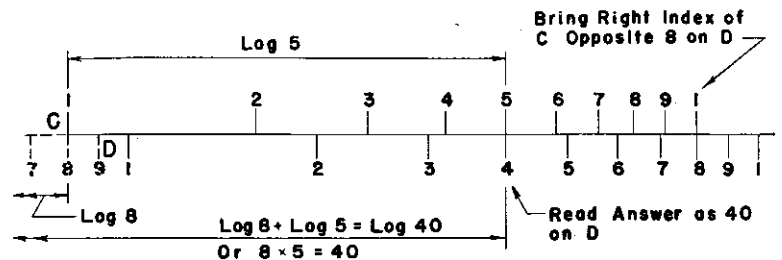 Bring Right Index of
C Opposite 8 on D
Log 5
1 2 3 4 5 6 7 8 9 1
C
D
7 8 9 1 2 3 4 5 6 7 8 9 1
Log 8
Log 8 + Log 5 = Log 40
Or 8 × 5 = 40
Read Answer as 40
on D